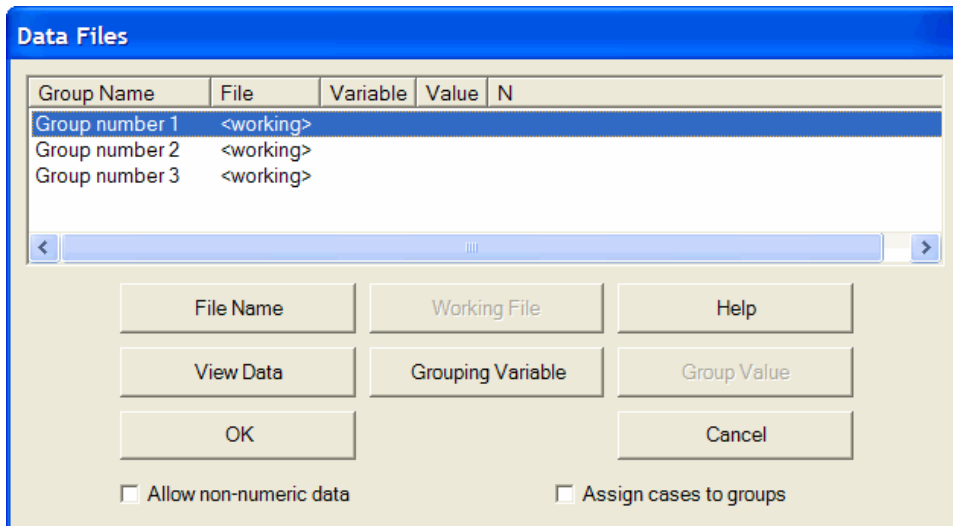 Data Files
Group Name File Variable Value N
Group number 1 <working>
Group number 2 <working>
Group number 3 <working>
File Name Working File Help
View Data Grouping Variable Group Value
OK Cancel
Allow non-numeric data Assign cases to groups